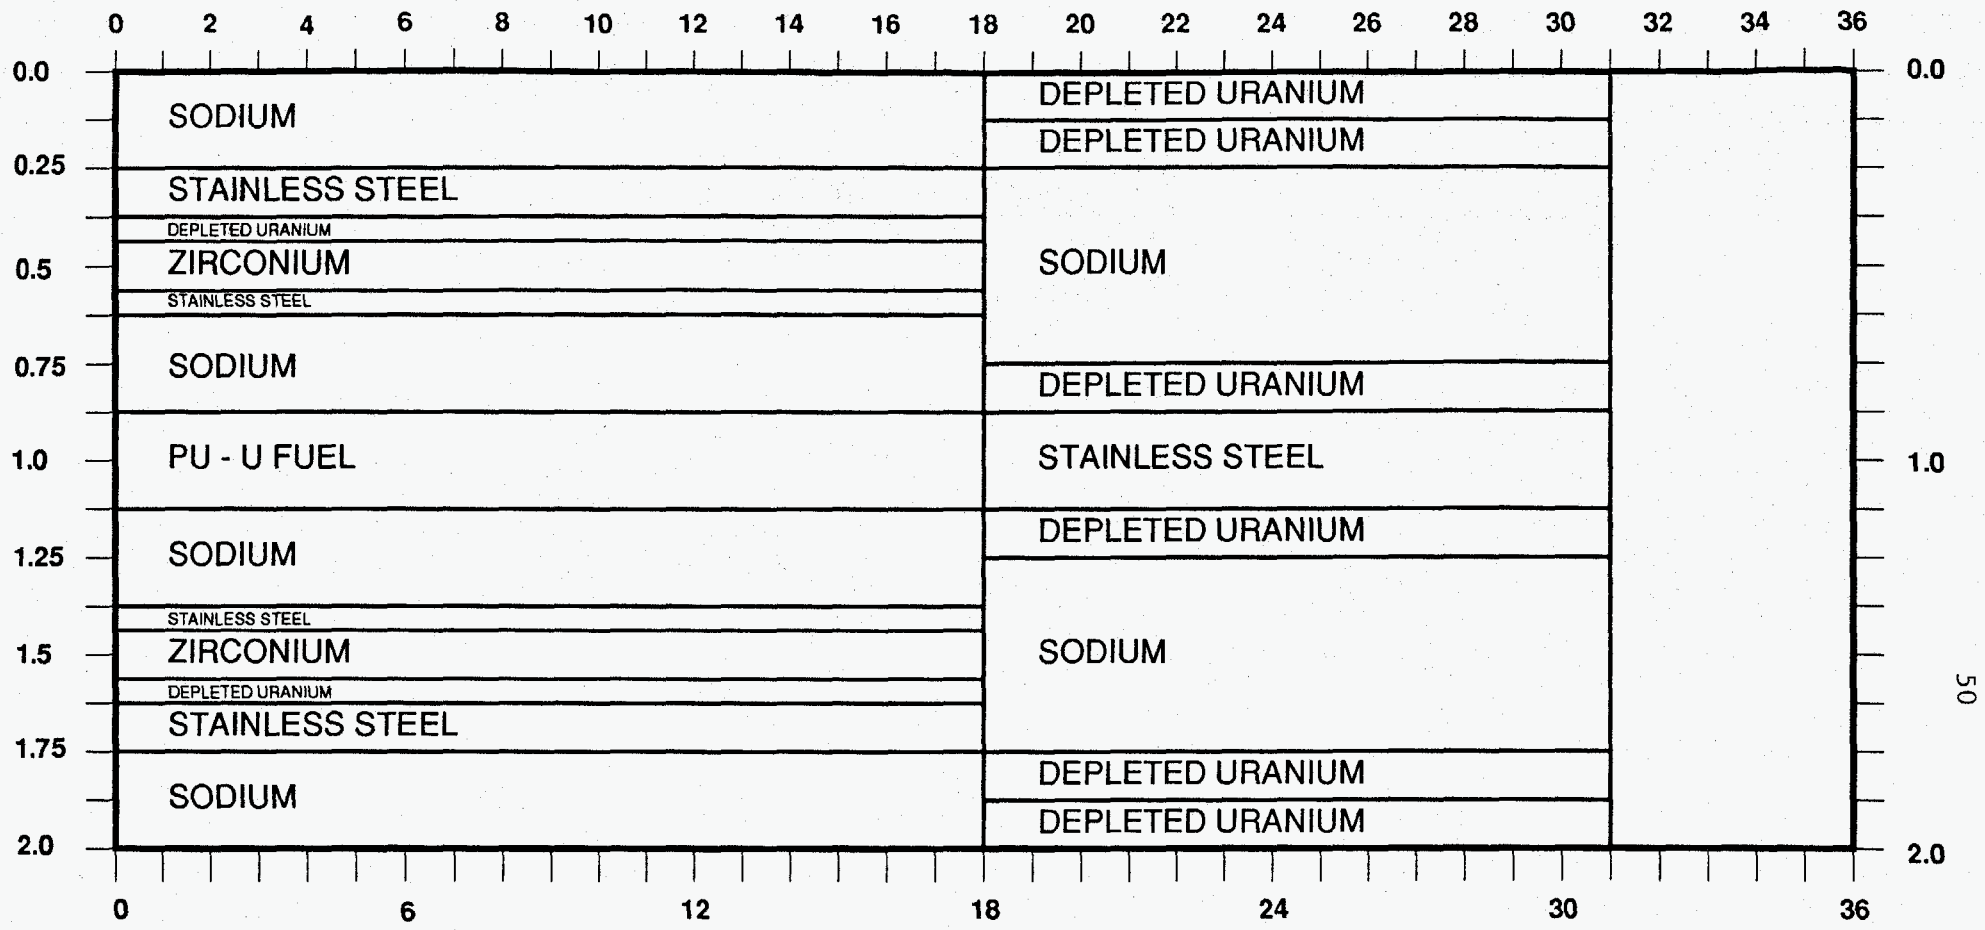 0 2 4 6 8 10 12 14 16 18 20 22 24 26 28 30 32 34 36
0.0
0.25
0.5
0.75
1.0
1.25
1.5
1.75
2.0
SODIUM
STAINLESS STEEL
DEPLETED URANIUM
ZIRCONIUM
STAINLESS STEEL
SODIUM
PU - U FUEL
SODIUM
STAINLESS STEEL
ZIRCONIUM
DEPLETED URANIUM
STAINLESS STEEL
SODIUM
DEPLETED URANIUM
DEPLETED URANIUM
SODIUM
DEPLETED URANIUM
STAINLESS STEEL
DEPLETED URANIUM
SODIUM
DEPLETED URANIUM
DEPLETED URANIUM
0.0
1.0
2.0
50
0 6 12 18 24 30 36